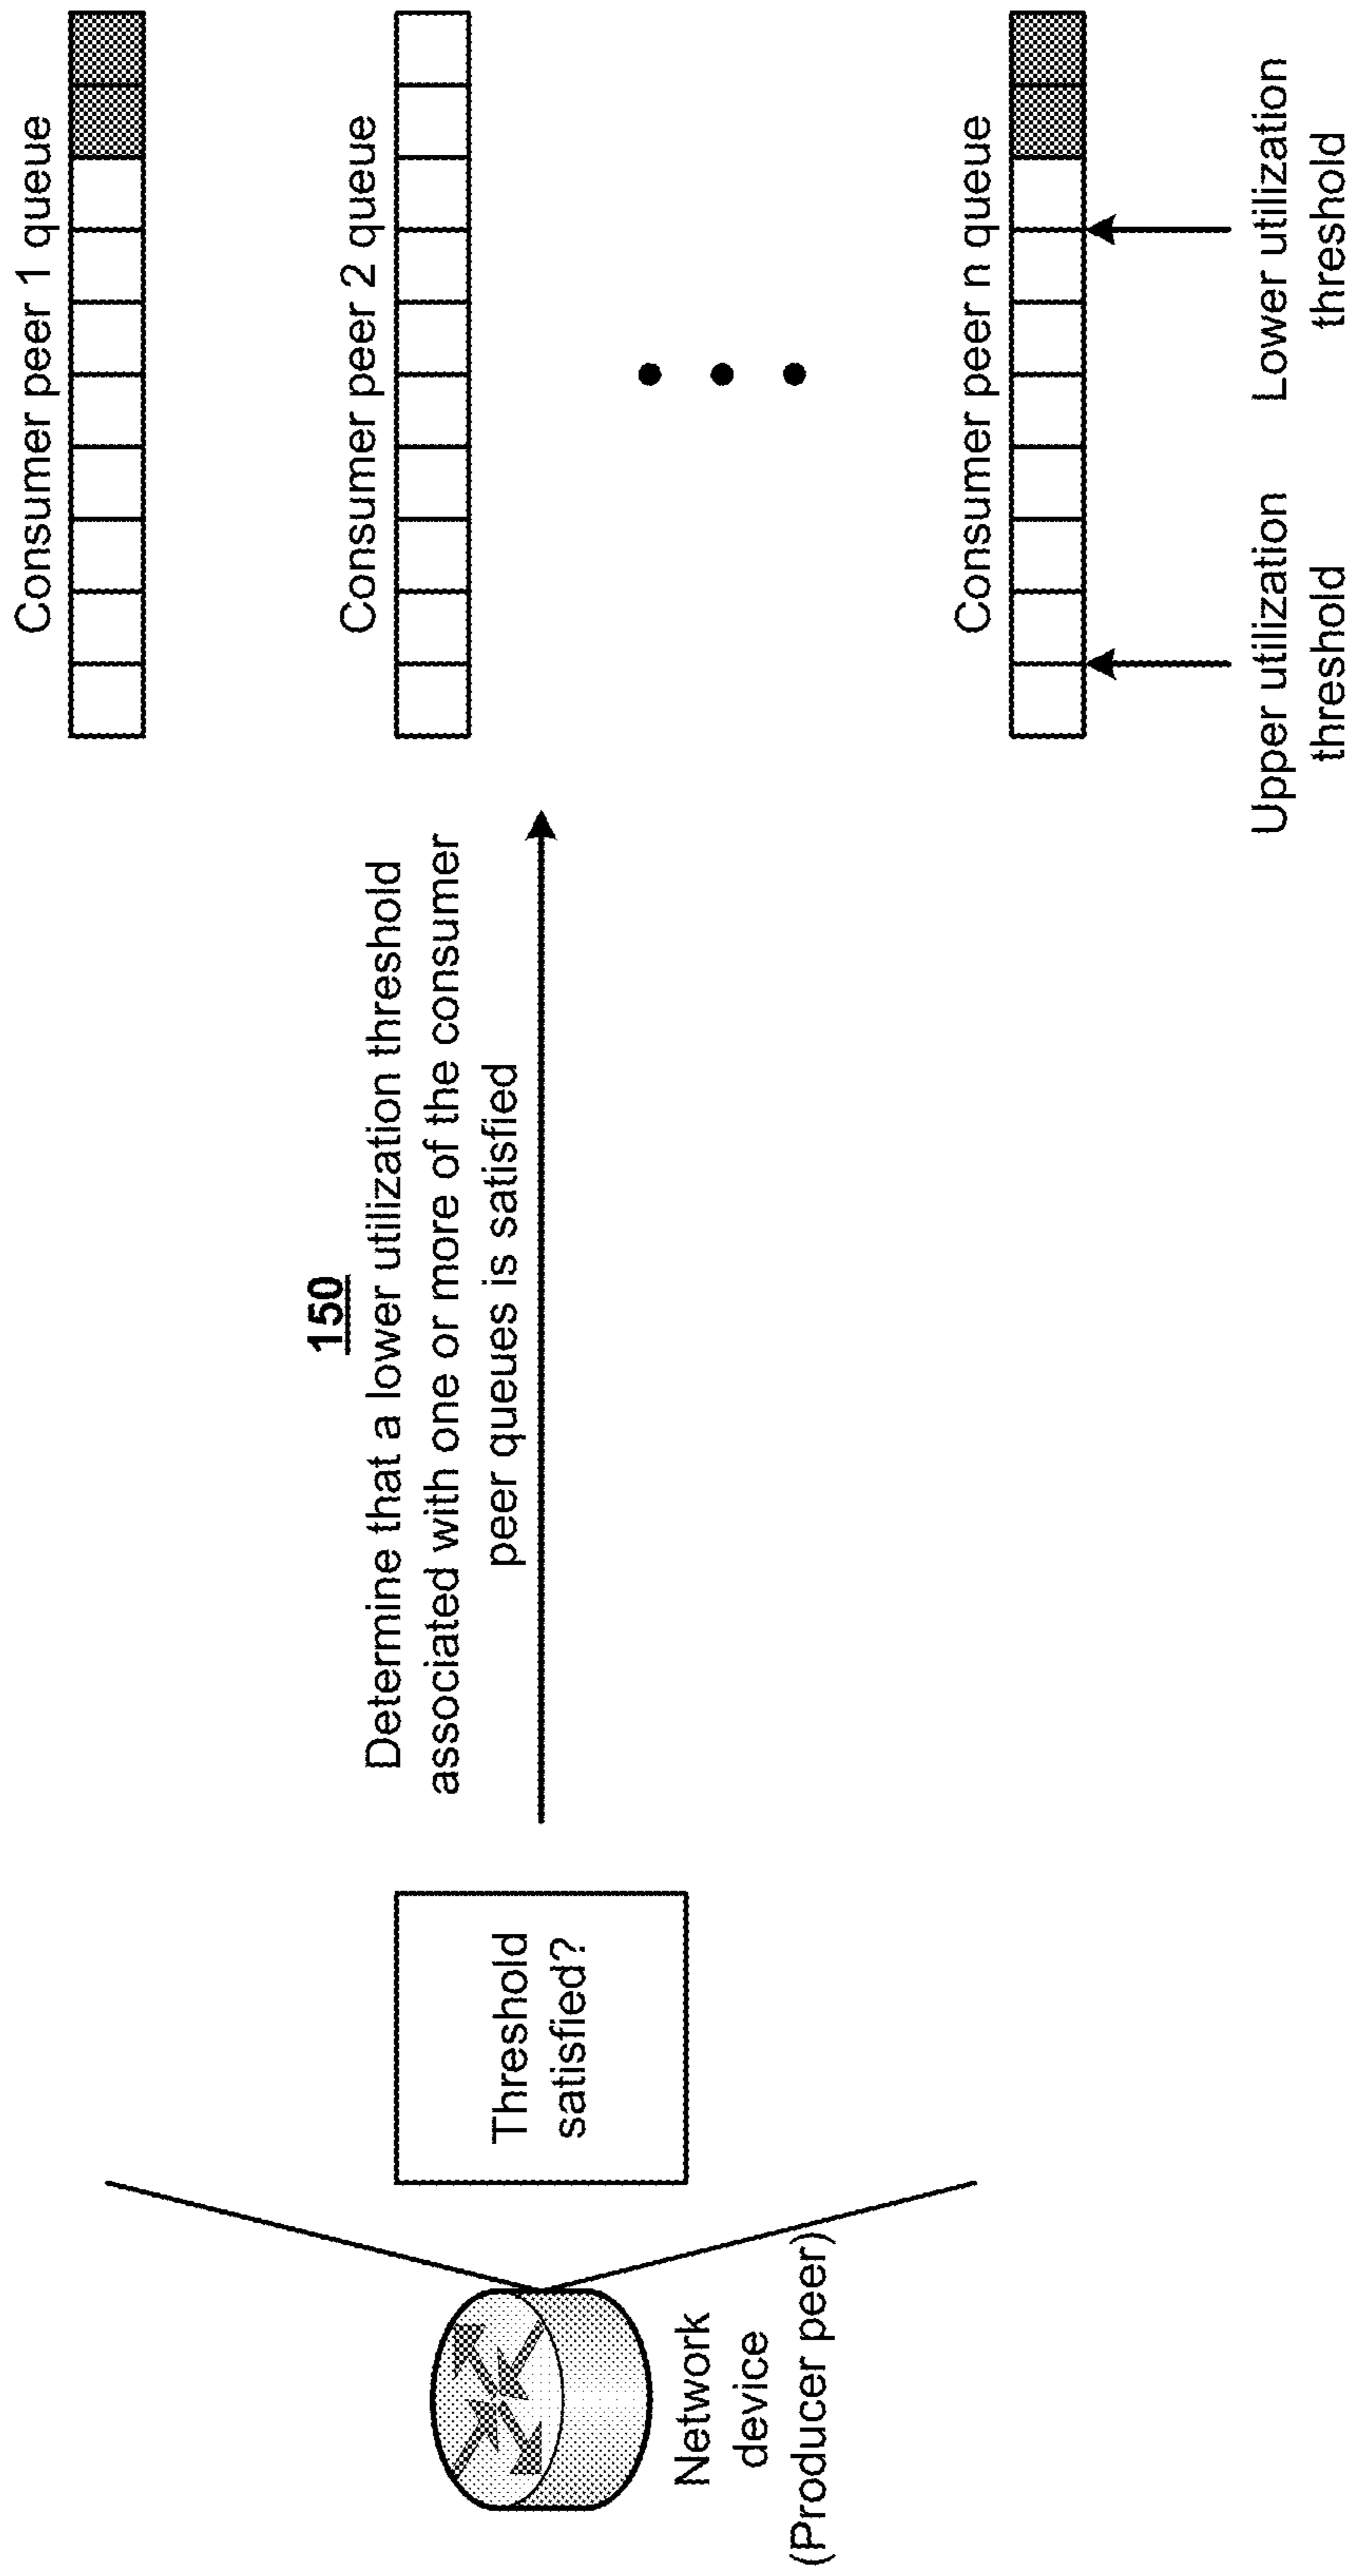 Consumer peer 1 queue
150
Determine that a lower utilization threshold
associated with one or more of the consumer
peer queues is satisfied
Consumer peer 2 queue
Threshold
satisfied?
Network
device
(Producer peer)
Consumer peer n queue
Upper utilization
threshold
Lower utilization
threshold